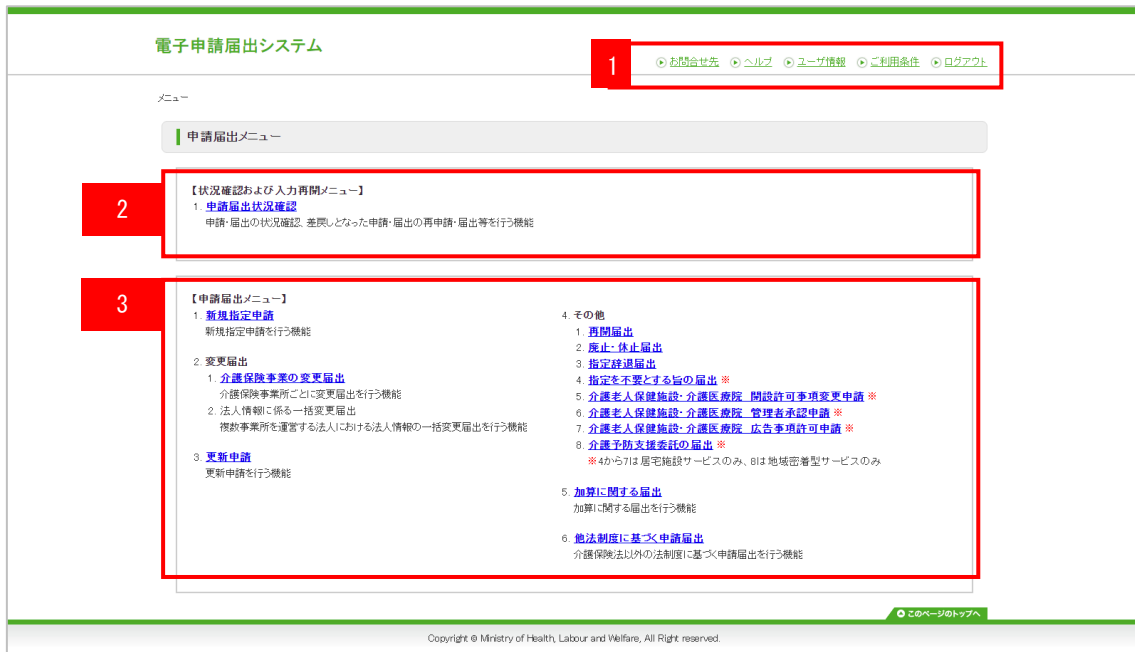 電子申請届出システム
1
お問合せ先 ヘルプ ユーザ情報 ご利用条件 ログアウト
メニュー
申請届出メニュー
2
【状況確認および入力再開メニュー】
1. 申請届出状況確認
申請・届出の状況確認、差戻しとなった申請・届出の再申請・届出等を行う機能
3
【申請届出メニュー】
1. 新規指定申請
新規指定申請を行う機能
2. 変更届出
1. 介護保険事業の変更届出
介護保険事業所ごとに変更届出を行う機能
2. 法人情報に係る一括変更届出
複数事業所を運営する法人における法人情報の一括変更届出を行う機能
3. 更新申請
更新申請を行う機能
4. その他
1. 再開届出
2. 廃止・休止届出
3. 指定辞退届出
4. 指定を不要とする旨の届出 ※
5. 介護老人保健施設・介護医療院 開設許可事項変更申請 ※
6. 介護老人保健施設・介護医療院 管理者承認申請 ※
7. 介護老人保健施設・介護医療院 広告事項許可申請 ※
8. 介護予防支援委託の届出 ※
※4から7は居宅施設サービスのみ、8は地域密着型サービスのみ
5. 加算に関する届出
加算に関する届出を行う機能
6. 他法制度に基づく申請届出
介護保険法以外の法制度に基づく申請届出を行う機能
このページのトップへ
Copyright © Ministry of Health, Labour and Welfare, All Right reserved.